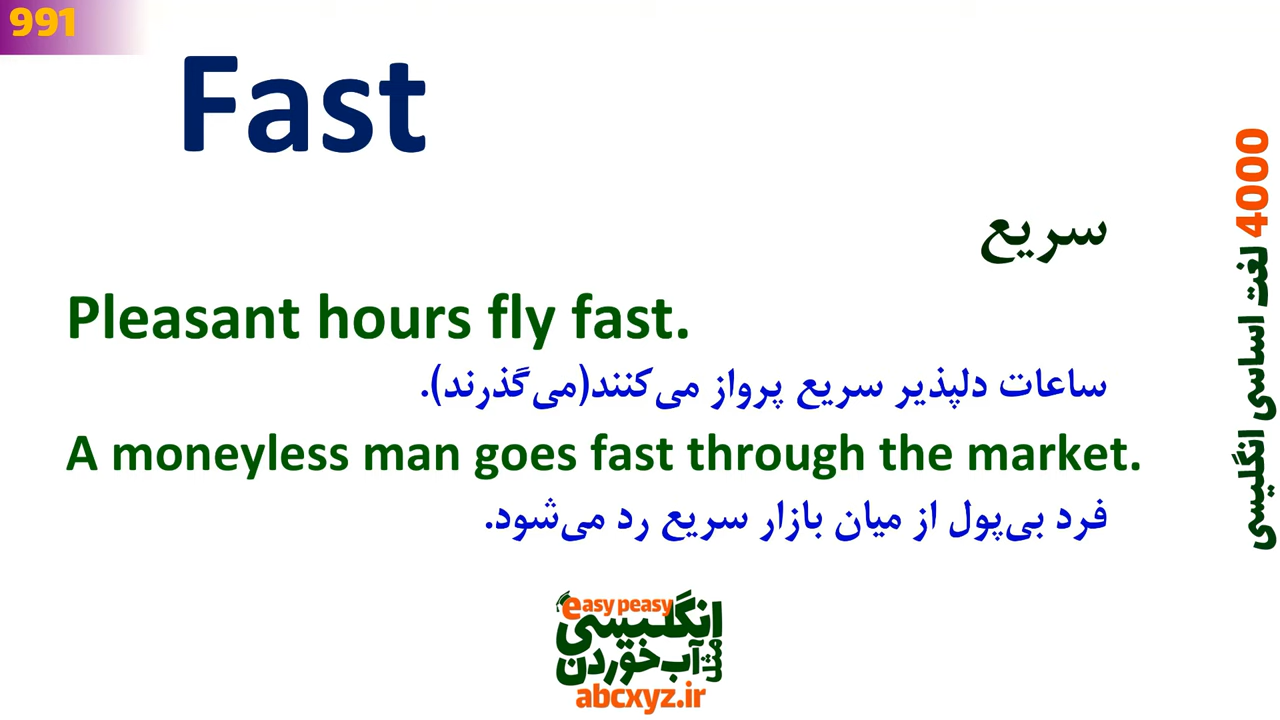 991
Fast
سریع
Pleasant hours fly fast.
ساعات دلپذیر سریع پرواز می‌کنند(می‌گذرند).
A moneyless man goes fast through the market.
فرد بی‌پول از میان بازار سریع رد می‌شود.
4000 لغت اساسی انگلیسی
easy peasy
انگلیسی
مثل آب خوردن
abcxyz.ir